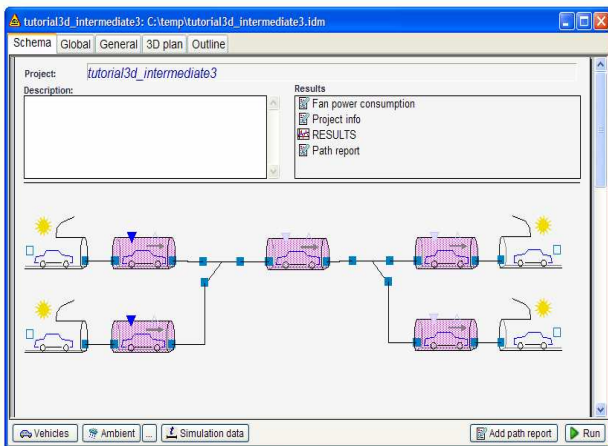 tutorial3d_intermediate3: C:\temp\tutorial3d_intermediate3.idm
Schema Global General 3D plan Outline
Project: tutorial3d_intermediate3
Description:
Results
Fan power consumption
Project info
RESULTS
Path report
Vehicles Ambient ... Simulation data Add path report Run